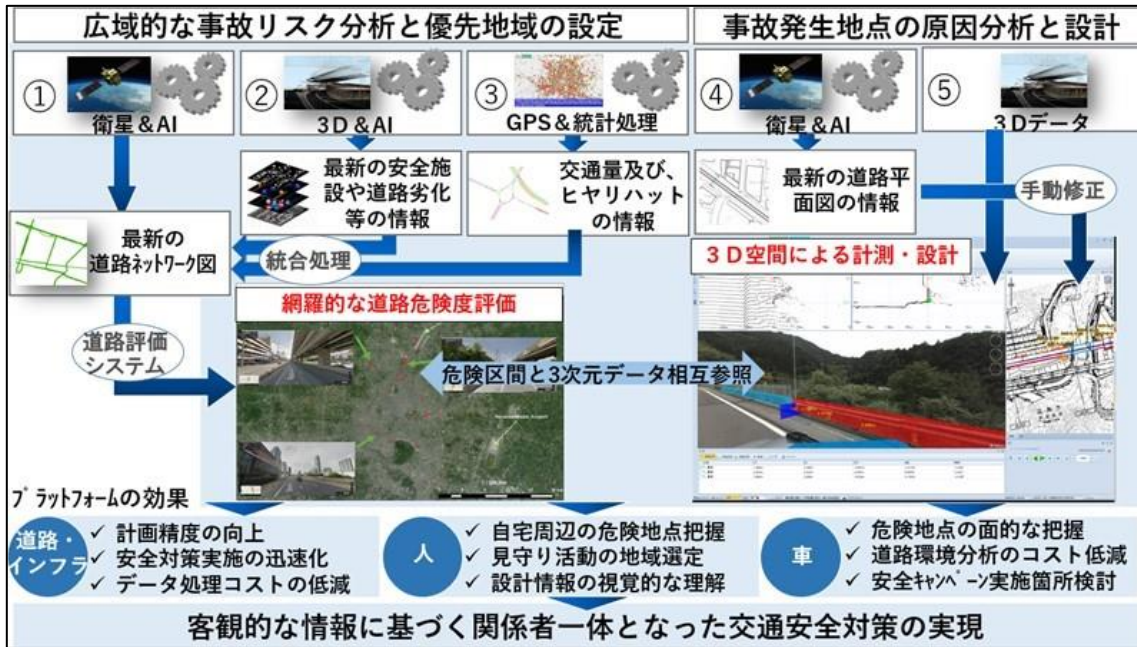 広域的な事故リスク分析と優先地域の設定
事故発生地点の原因分析と設計
①
衛星&AI
②
3D&AI
③
GPS&統計処理
④
衛星&AI
⑤
3Dデータ
最新の安全施
設や道路劣化
等の情報
交通量及び、
ヒヤリハット
の情報
最新の道路平
面図の情報
手動修正
最新の
道路ネットワーク図
統合処理
3D空間による計測・設計
網羅的な道路危険度評価
道路評価
システム
危険区間と3次元データ相互参照
プラットフォームの効果
道路・
インフラ
✓ 計画精度の向上
✓ 安全対策実施の迅速化
✓ データ処理コストの低減
人
✓ 自宅周辺の危険地点把握
✓ 見守り活動の地域選定
✓ 設計情報の視覚的な理解
車
✓ 危険地点の面的な把握
✓ 道路環境分析のコスト低減
✓ 安全キャンペーン実施箇所検討
客観的な情報に基づく関係者一体となった交通安全対策の実現